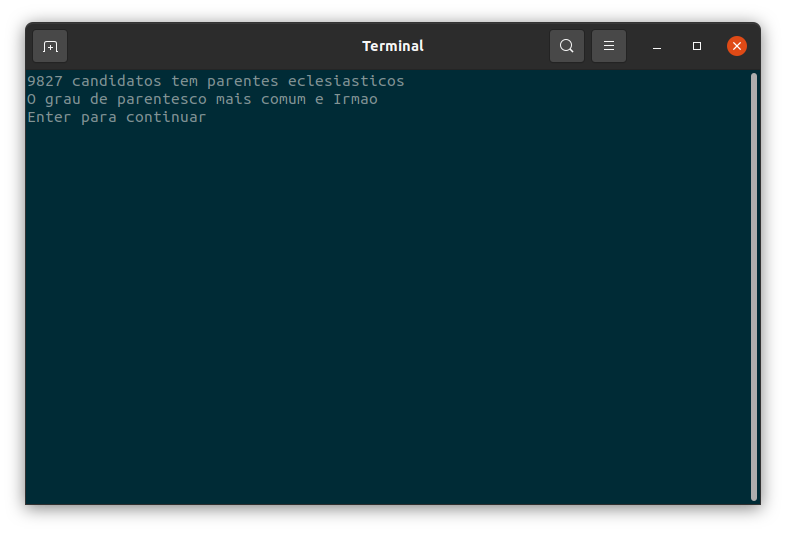 Terminal
9827 candidatos tem parentes eclesiasticos
O grau de parentesco mais comum e Irmao
Enter para continuar